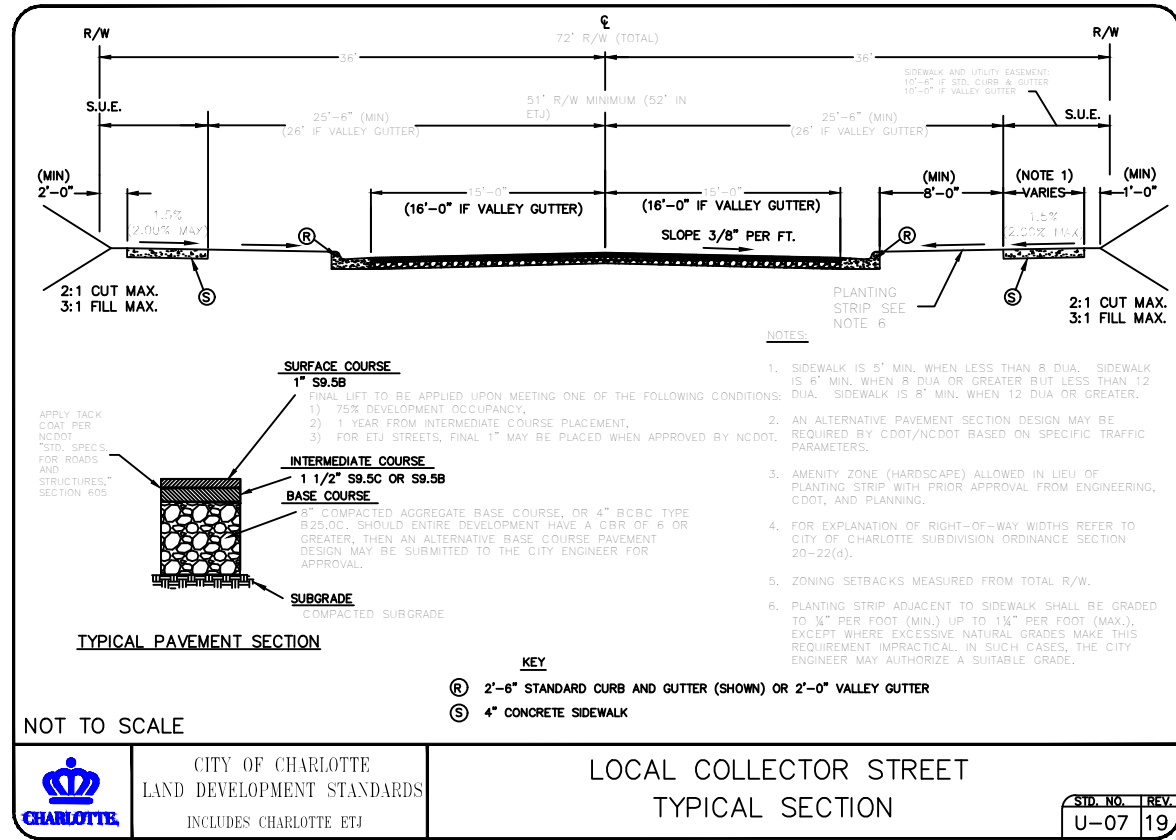 R/W
℄
R/W
72' R/W (TOTAL)
36'
36'
SIDEWALK AND UTILITY EASEMENT:
10'-6" IF STD. CURB & GUTTER
10'-0" IF VALLEY GUTTER
S.U.E.
51' R/W MINIMUM (52' IN
ETJ)
S.U.E.
25'-6" (MIN)
(26' IF VALLEY GUTTER)
25'-6" (MIN)
(26' IF VALLEY GUTTER)
(MIN)
2'-0"
15'-0"
(16'-0" IF VALLEY GUTTER)
15'-0"
(16'-0" IF VALLEY GUTTER)
(MIN)
8'-0"
(NOTE 1)
VARIES
(MIN)
1'-0"
1.5%
(2.00% MAX)
R
SLOPE 3/8" PER FT.
R
1.5%
(2.00% MAX)
S
S
2:1 CUT MAX.
3:1 FILL MAX.
PLANTING
STRIP SEE
NOTE 6
2:1 CUT MAX.
3:1 FILL MAX.
SURFACE COURSE
1" S9.5B
FINAL LIFT TO BE APPLIED UPON MEETING ONE OF THE FOLLOWING CONDITIONS:
1) 75% DEVELOPMENT OCCUPANCY,
2) 1 YEAR FROM INTERMEDIATE COURSE PLACEMENT,
3) FOR ETJ STREETS, FINAL 1" MAY BE PLACED WHEN APPROVED BY NCDOT.
APPLY TACK
COAT PER
NCDOT
"STD. SPECS.
FOR ROADS
AND
STRUCTURES,"
SECTION 605
INTERMEDIATE COURSE
1 1/2" S9.5C OR S9.5B
BASE COURSE
8" COMPACTED AGGREGATE BASE COURSE, OR 4" BCBC TYPE
B25.0C. SHOULD ENTIRE DEVELOPMENT HAVE A CBR OF 6 OR
GREATER, THEN AN ALTERNATIVE BASE COURSE PAVEMENT
DESIGN MAY BE SUBMITTED TO THE CITY ENGINEER FOR
APPROVAL.
SUBGRADE
COMPACTED SUBGRADE
TYPICAL PAVEMENT SECTION
NOTES:
1. SIDEWALK IS 5' MIN. WHEN LESS THAN 8 DUA. SIDEWALK
IS 6' MIN. WHEN 8 DUA OR GREATER BUT LESS THAN 12
DUA. SIDEWALK IS 8' MIN. WHEN 12 DUA OR GREATER.
2. AN ALTERNATIVE PAVEMENT SECTION DESIGN MAY BE
REQUIRED BY CDOT/NCDOT BASED ON SPECIFIC TRAFFIC
PARAMETERS.
3. AMENITY ZONE (HARDSCAPE) ALLOWED IN LIEU OF
PLANTING STRIP WITH PRIOR APPROVAL FROM ENGINEERING,
CDOT, AND PLANNING.
4. FOR EXPLANATION OF RIGHT-OF-WAY WIDTHS REFER TO
CITY OF CHARLOTTE SUBDIVISION ORDINANCE SECTION
20-22(d).
5. ZONING SETBACKS MEASURED FROM TOTAL R/W.
6. PLANTING STRIP ADJACENT TO SIDEWALK SHALL BE GRADED
TO ¼" PER FOOT (MIN.) UP TO 1¼" PER FOOT (MAX.),
EXCEPT WHERE EXCESSIVE NATURAL GRADES MAKE THIS
REQUIREMENT IMPRACTICAL. IN SUCH CASES, THE CITY
ENGINEER MAY AUTHORIZE A SUITABLE GRADE.
KEY
R 2'-6" STANDARD CURB AND GUTTER (SHOWN) OR 2'-0" VALLEY GUTTER
S 4" CONCRETE SIDEWALK
NOT TO SCALE
CHARLOTTE.
CITY OF CHARLOTTE
LAND DEVELOPMENT STANDARDS
INCLUDES CHARLOTTE ETJ
LOCAL COLLECTOR STREET
TYPICAL SECTION
STD. NO. REV.
U-07 19